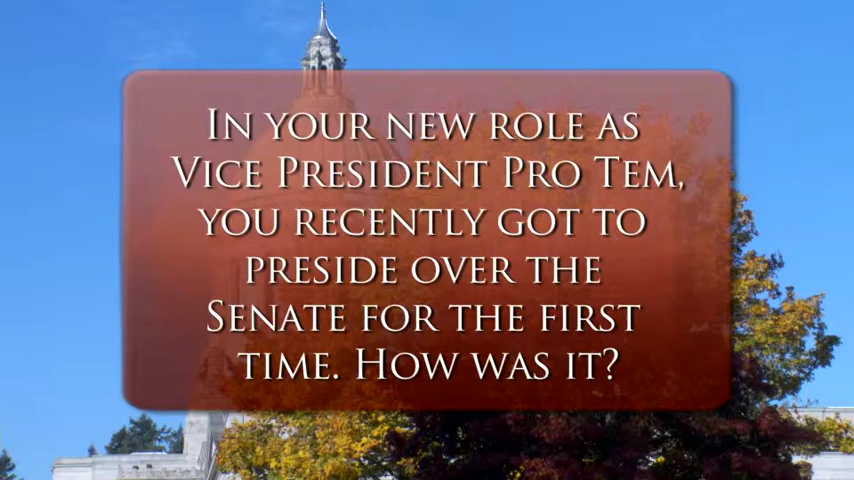 In your new role as
Vice President Pro Tem,
you recently got to
preside over the
Senate for the first
time. How was it?